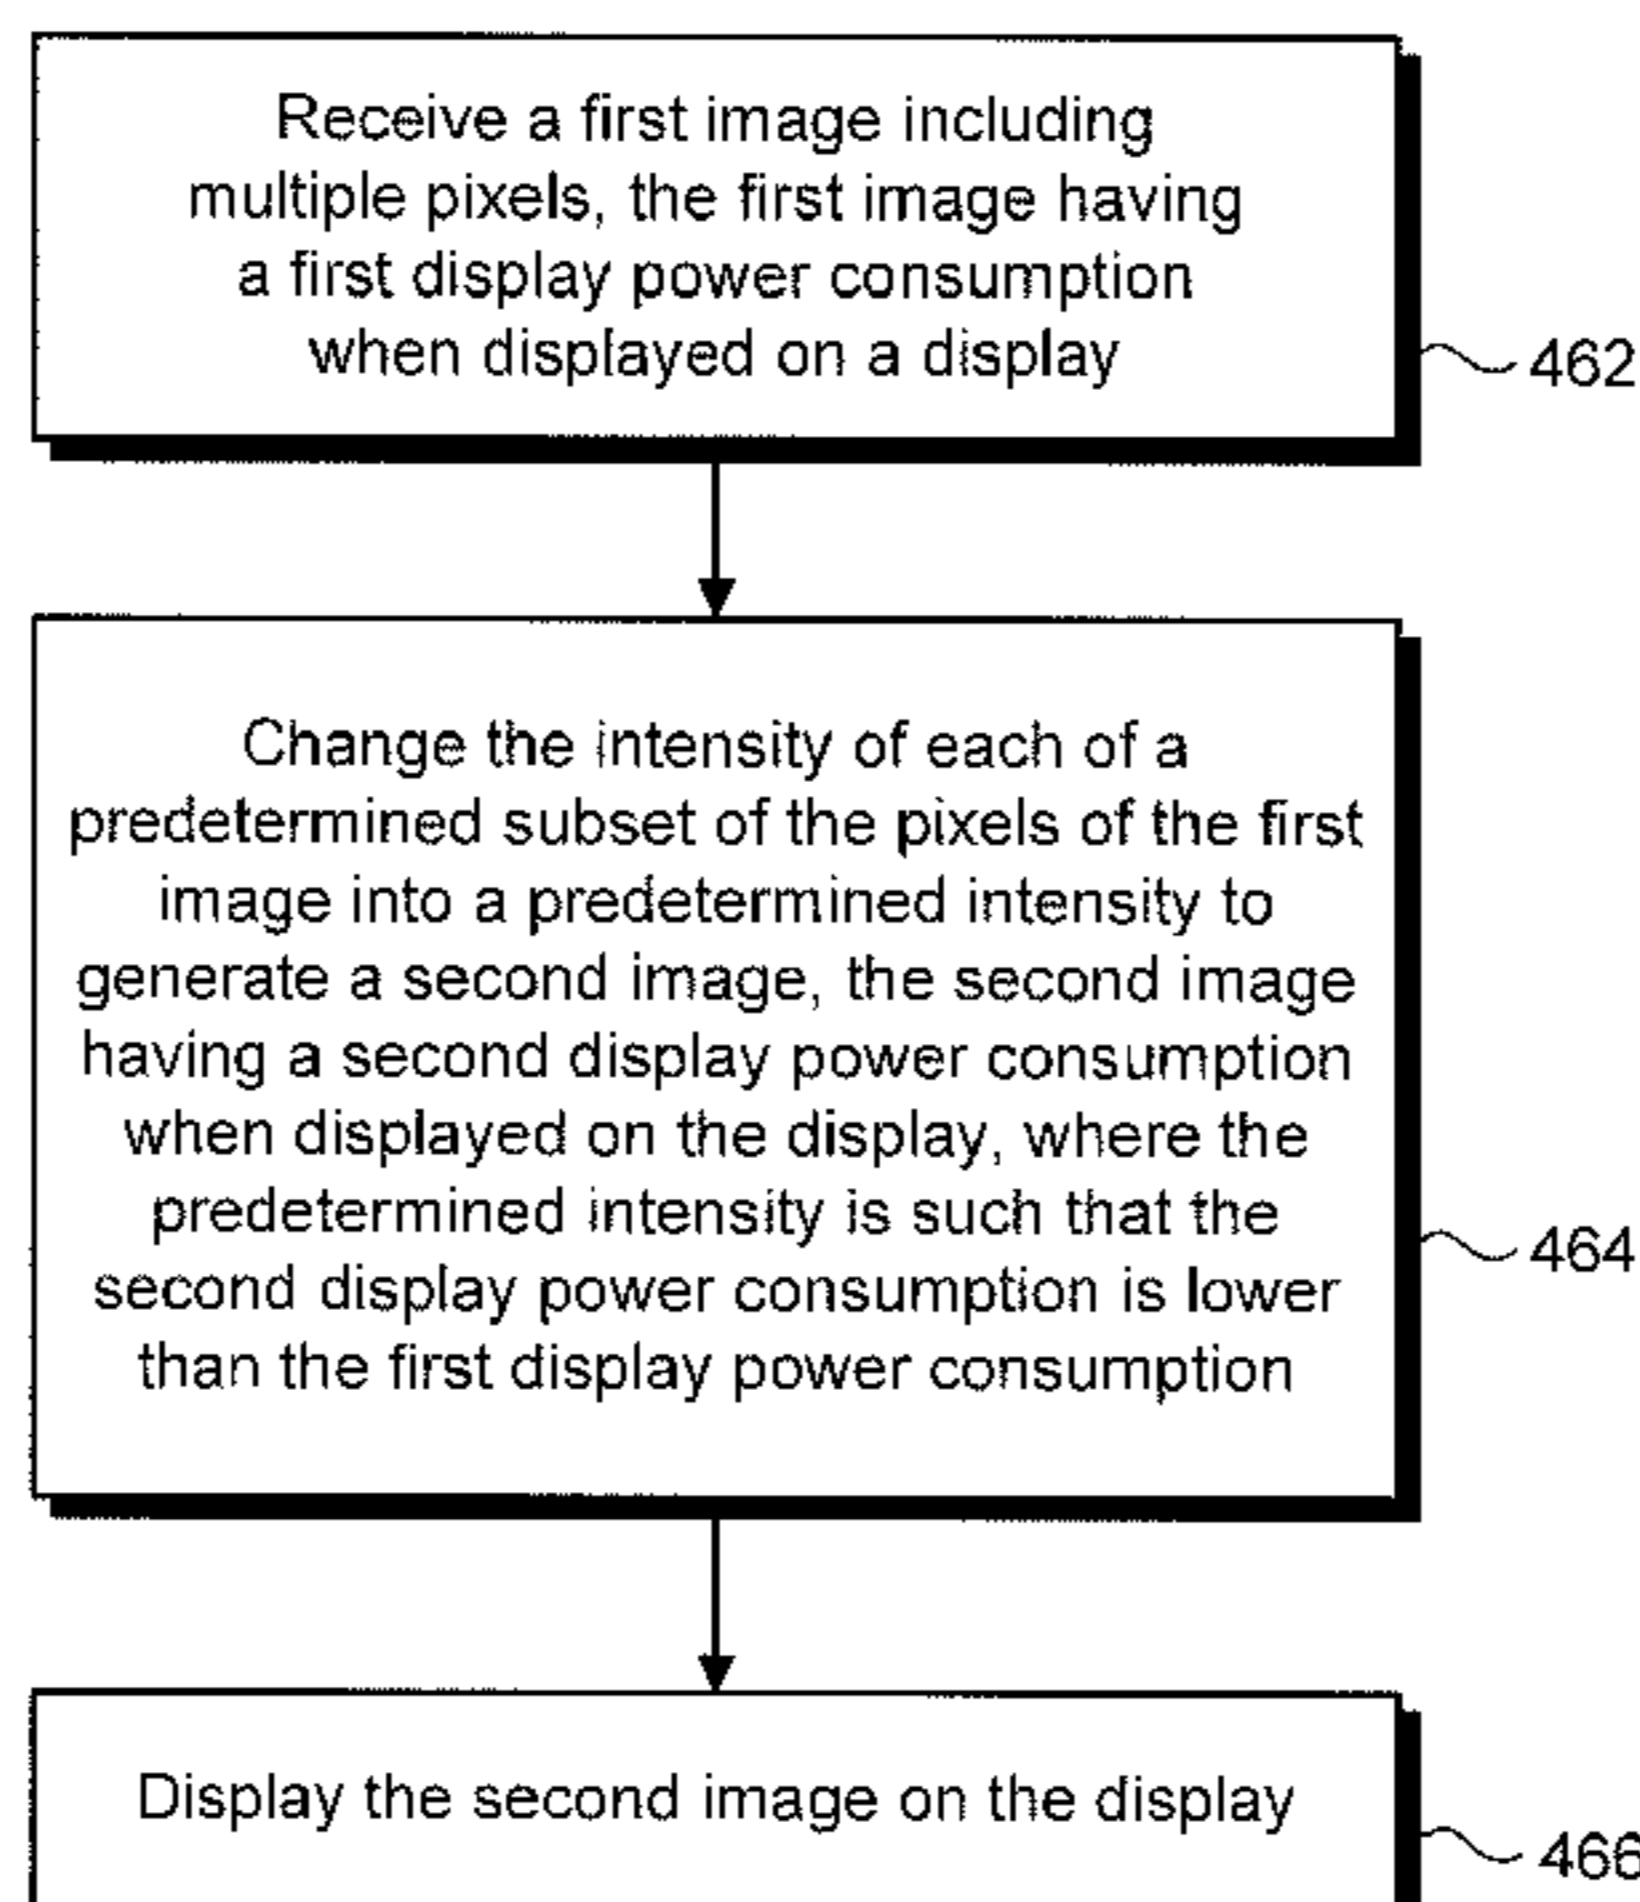 Receive a first image including
multiple pixels, the first image having
a first display power consumption
when displayed on a display
462
Change the intensity of each of a
predetermined subset of the pixels of the first
image into a predetermined intensity to
generate a second image, the second image
having a second display power consumption
when displayed on the display, where the
predetermined intensity is such that the
second display power consumption is lower
than the first display power consumption
464
Display the second image on the display
466